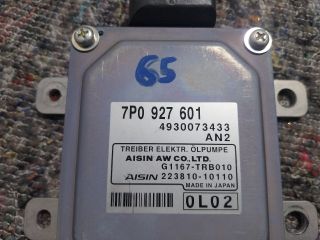 65
7P0 927 601
4930073433
AN2
TREIBER ELEKTR. ÖLPUMPE
AISIN AW CO.LTD.
G1167-TRB010
AISIN 223810-10110
MADE IN JAPAN
0L02